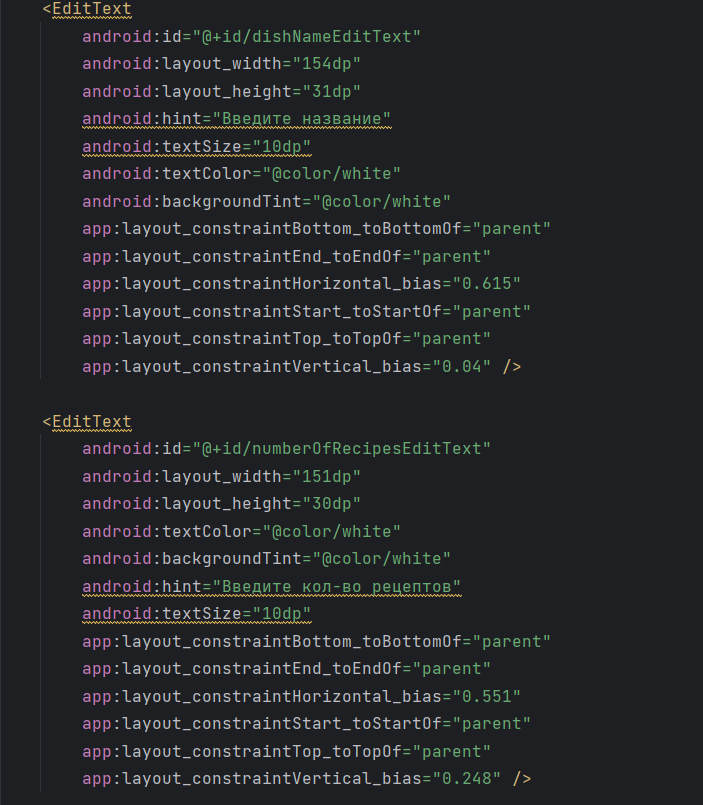 <EditText
android:id="@+id/dishNameEditText"
android:layout_width="154dp"
android:layout_height="31dp"
android:hint="Введите название"
android:textSize="10dp"
android:textColor="@color/white"
android:backgroundTint="@color/white"
app:layout_constraintBottom_toBottomOf="parent"
app:layout_constraintEnd_toEndOf="parent"
app:layout_constraintHorizontal_bias="0.615"
app:layout_constraintStart_toStartOf="parent"
app:layout_constraintTop_toTopOf="parent"
app:layout_constraintVertical_bias="0.04" />
<EditText
android:id="@+id/numberOfRecipesEditText"
android:layout_width="151dp"
android:layout_height="30dp"
android:textColor="@color/white"
android:backgroundTint="@color/white"
android:hint="Введите кол-во рецептов"
android:textSize="10dp"
app:layout_constraintBottom_toBottomOf="parent"
app:layout_constraintEnd_toEndOf="parent"
app:layout_constraintHorizontal_bias="0.551"
app:layout_constraintStart_toStartOf="parent"
app:layout_constraintTop_toTopOf="parent"
app:layout_constraintVertical_bias="0.248" />